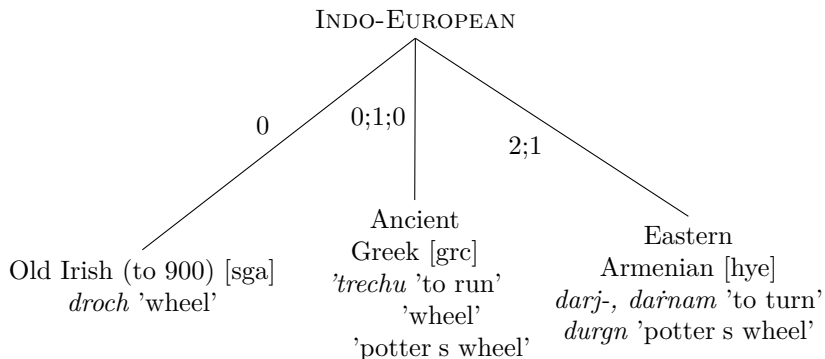 INDO-EUROPEAN
0
0;1;0
2;1
Old Irish (to 900) [sga]
droch ’wheel’
Ancient
Greek [grc]
’trechu ’to run’
’wheel’
’potter s wheel’
Eastern
Armenian [hye]
darj-, daṙnam ’to turn’
durgn ’potter s wheel’